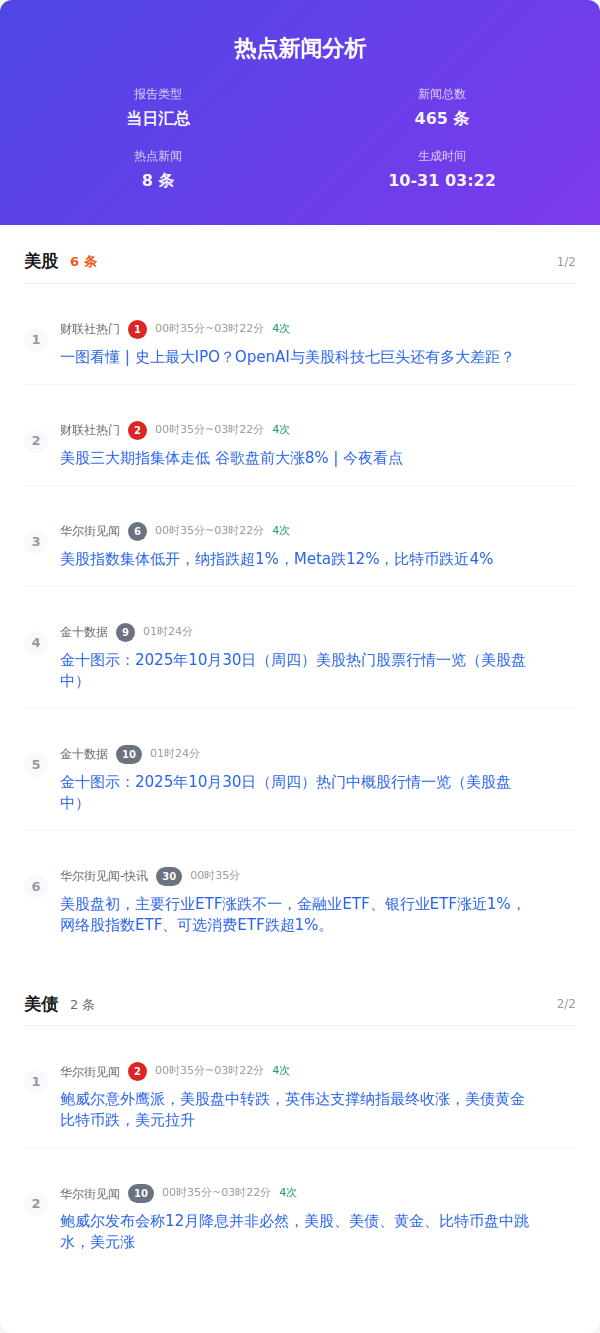 热点新闻分析
报告类型
当日汇总
新闻总数
465 条
热点新闻
8 条
生成时间
10-31 03:22
美股 6 条 1/2
1
财联社热门 1 00时35分~03时22分 4次
一图看懂 | 史上最大IPO？OpenAI与美股科技七巨头还有多大差距？
2
财联社热门 2 00时35分~03时22分 4次
美股三大期指集体走低 谷歌盘前大涨8% | 今夜看点
3
华尔街见闻 6 00时35分~03时22分 4次
美股指数集体低开，纳指跌超1%，Meta跌12%，比特币跌近4%
4
金十数据 9 01时24分
金十图示：2025年10月30日（周四）美股热门股票行情一览（美股盘
中）
5
金十数据 10 01时24分
金十图示：2025年10月30日（周四）热门中概股行情一览（美股盘
中）
6
华尔街见闻-快讯 30 00时35分
美股盘初，主要行业ETF涨跌不一，金融业ETF、银行业ETF涨近1%，
网络股指数ETF、可选消费ETF跌超1%。
美债 2 条 2/2
1
华尔街见闻 2 00时35分~03时22分 4次
鲍威尔意外鹰派，美股盘中转跌，英伟达支撑纳指最终收涨，美债黄金
比特币跌，美元拉升
2
华尔街见闻 10 00时35分~03时22分 4次
鲍威尔发布会称12月降息并非必然，美股、美债、黄金、比特币盘中跳
水，美元涨